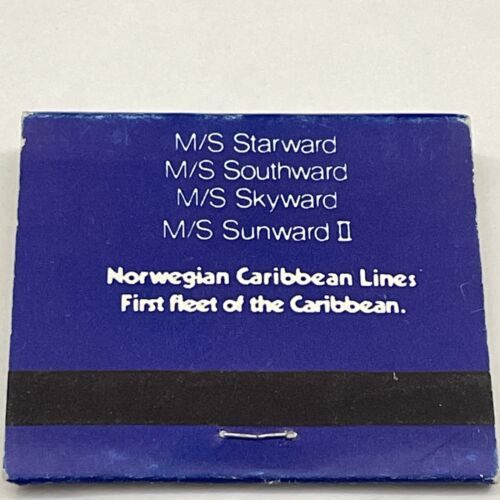 M/S Starward
M/S Southward
M/S Skyward
M/S Sunward II
Norwegian Caribbean Lines
First fleet of the Caribbean.